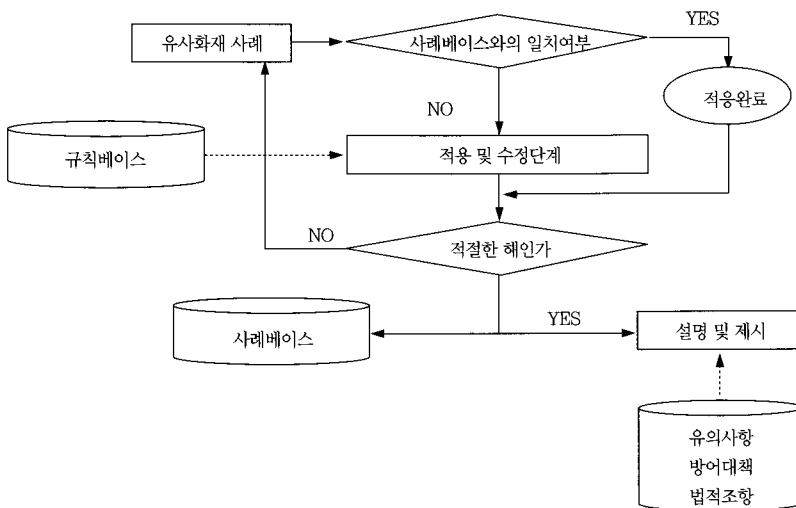 YES
유사화재 사례
사례베이스와의 일치여부
적응완료
NO
규칙베이스
적용 및 수정단계
NO
적절한 해인가
사례베이스
YES
설명 및 제시
유의사항
방어대책
법적조항